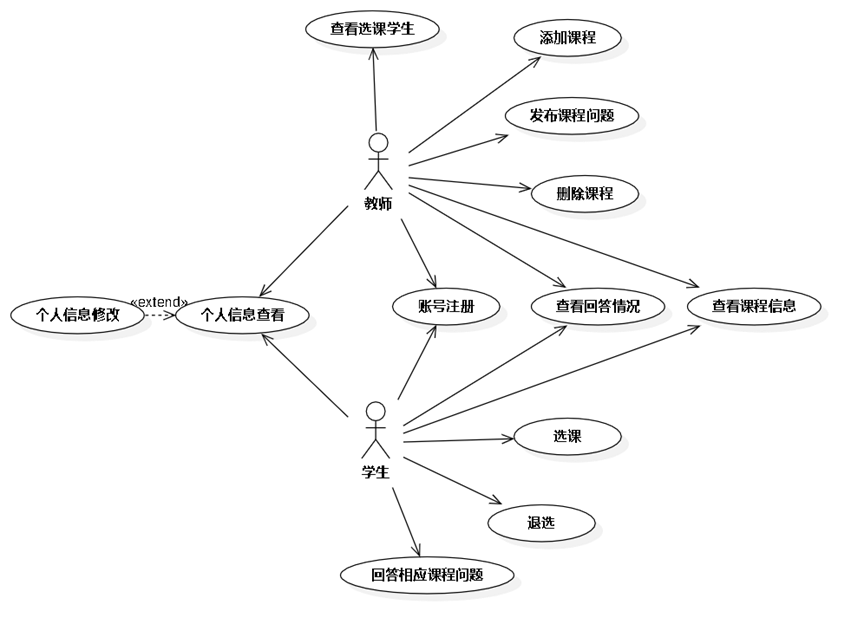 查看选课学生
添加课程
发布课程问题
删除课程
教师
«extend»
个人信息修改
个人信息查看
账号注册
查看回答情况
查看课程信息
选课
学生
退选
回答相应课程问题